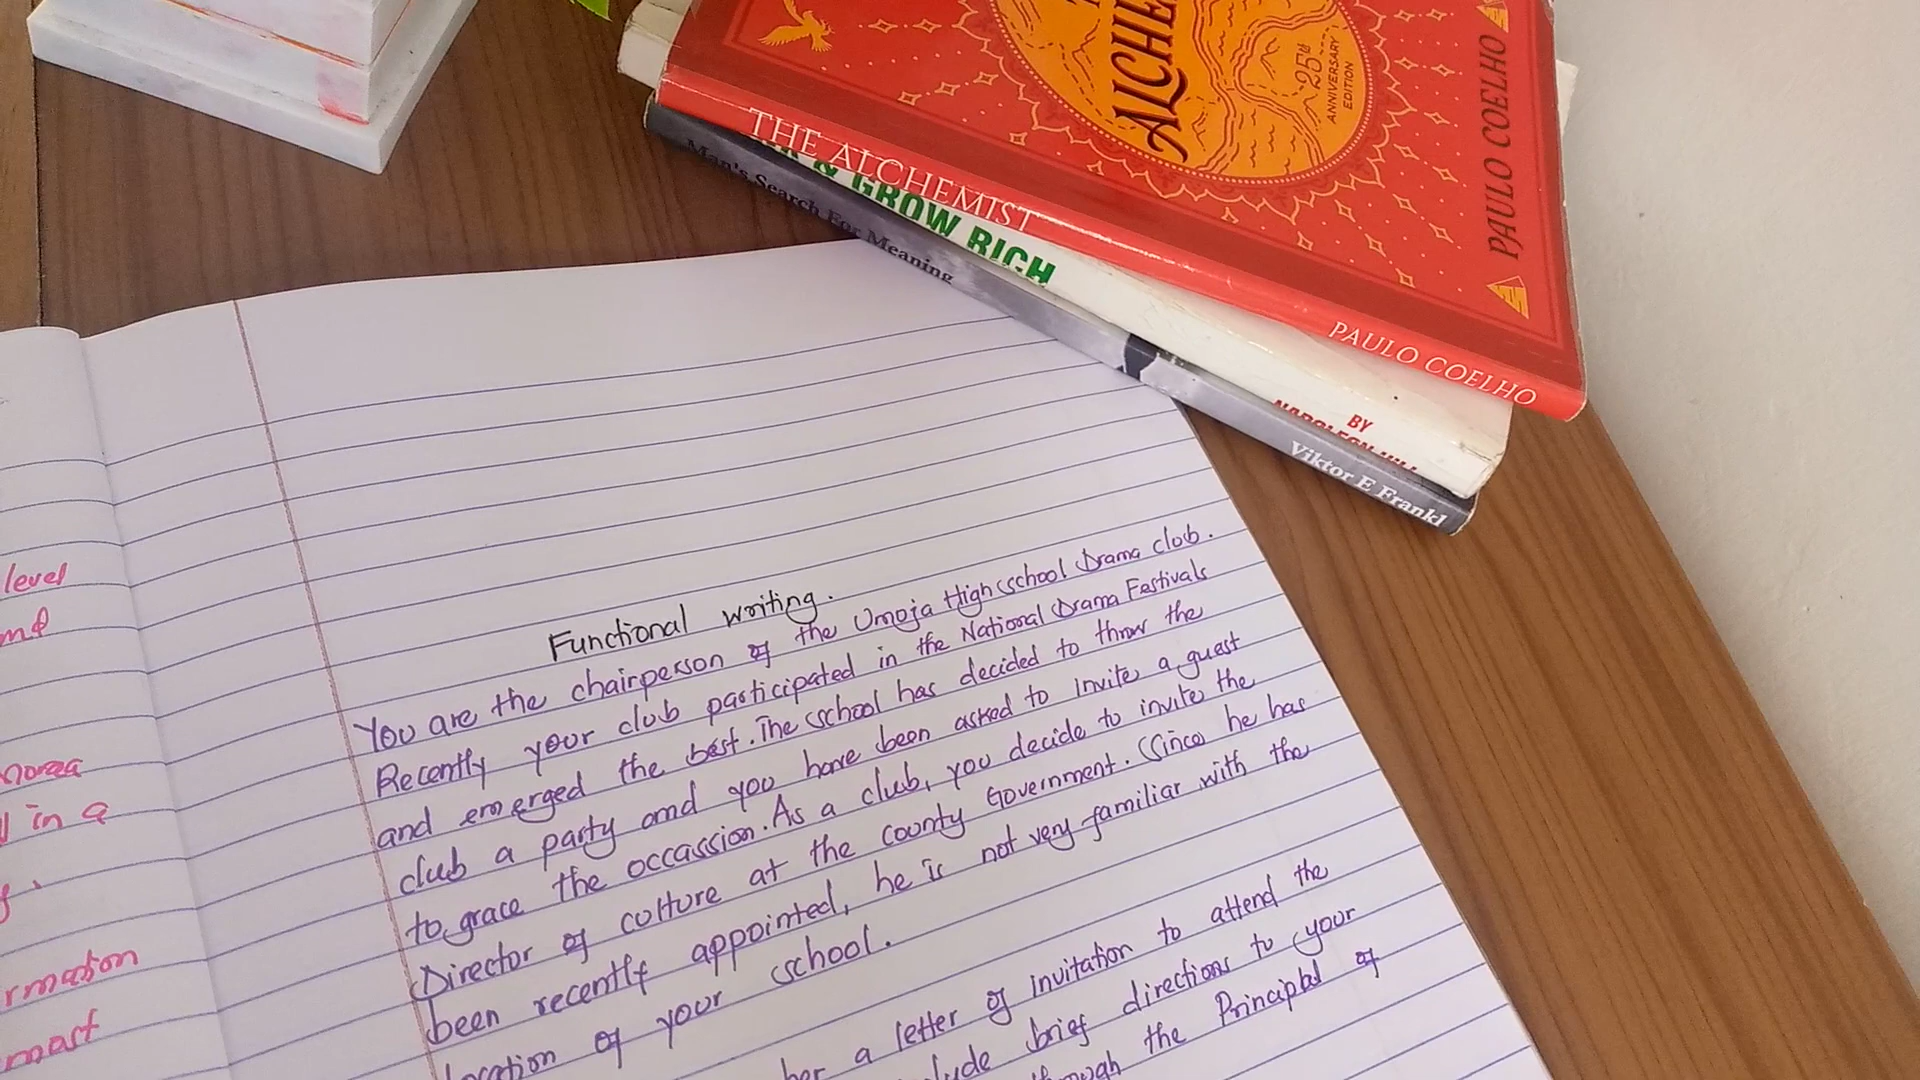 ALCHE
25th
ANNIVERSARY
EDITION
PAULO COELHO
THE ALCHEMIST
PAULO COELHO
& GROW RICH
BY
Man's Search For Meaning
Viktor E Frankl
level
in a
Functional writing.
You are the chairperson of the Umoja High school Drama club.
Recently your club participated in the National Drama Festivals
and emerged the best. The school has decided to throw the
club a party and you have been asked to invite a guest
to grace the occassion. As a club, you decide to invite the
Director of culture at the county Government. Since he has
been recently appointed, he is not very familiar with the
location of your school.
a letter of invitation to attend the
brief directions to your
the Principal of